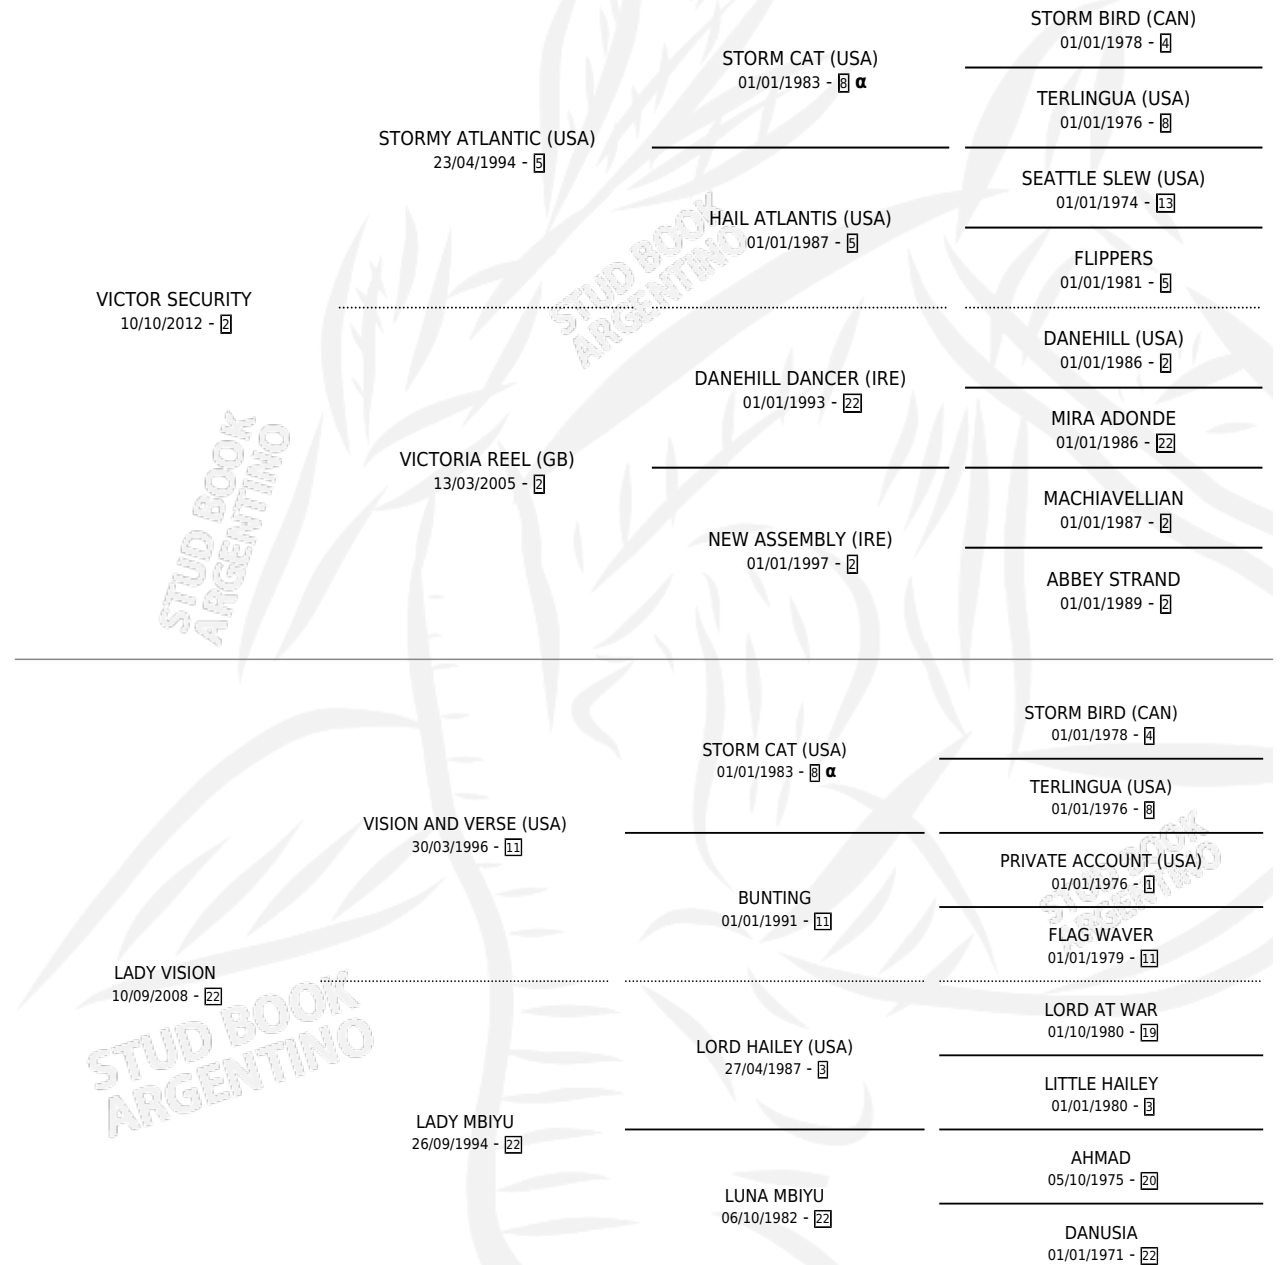 STORM BIRD (CAN)
01/01/1978 - 4
STORM CAT (USA)
01/01/1983 - 8 α
TERLINGUA (USA)
01/01/1976 - 8
STORMY ATLANTIC (USA)
23/04/1994 - 5
SEATTLE SLEW (USA)
01/01/1974 - 13
HAIL ATLANTIS (USA)
01/01/1987 - 5
FLIPPERS
01/01/1981 - 5
VICTOR SECURITY
10/10/2012 - 2
DANEHILL (USA)
01/01/1986 - 2
DANEHILL DANCER (IRE)
01/01/1993 - 22
MIRA ADONDE
01/01/1986 - 22
VICTORIA REEL (GB)
13/03/2005 - 2
MACHIAVELLIAN
01/01/1987 - 2
NEW ASSEMBLY (IRE)
01/01/1997 - 2
ABBEY STRAND
01/01/1989 - 2
STORM BIRD (CAN)
01/01/1978 - 4
STORM CAT (USA)
01/01/1983 - 8 α
TERLINGUA (USA)
01/01/1976 - 8
VISION AND VERSE (USA)
30/03/1996 - 11
PRIVATE ACCOUNT (USA)
01/01/1976 - 1
BUNTING
01/01/1991 - 11
FLAG WAVER
01/01/1979 - 11
LADY VISION
10/09/2008 - 22
LORD AT WAR
01/10/1980 - 19
LORD HAILEY (USA)
27/04/1987 - 3
LITTLE HAILEY
01/01/1980 - 3
LADY MBIYU
26/09/1994 - 22
AHMAD
05/10/1975 - 20
LUNA MBIYU
06/10/1982 - 22
DANUSIA
01/01/1971 - 22
STUD BOOK
ARGENTINO
STUD BOOK
ARGENTINO
STUD BOOK
ARGENTINO
STUD BOOK
ARGENTINO